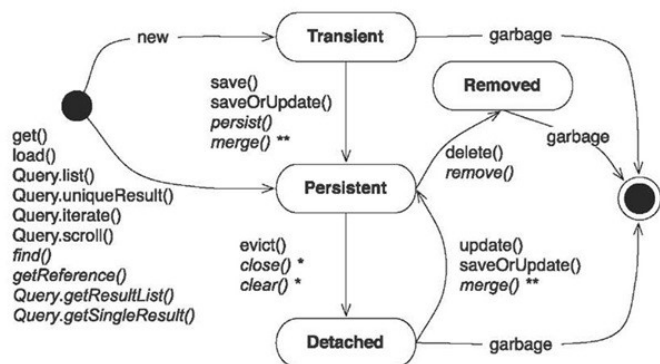 new
Transient
garbage
save()
saveOrUpdate()
persist()
merge() **
Removed
get()
load()
Query.list()
Query.uniqueResult()
Query.iterate()
Query.scroll()
find()
getReference()
Query.getResultList()
Query.getSingleResult()
Persistent
delete()
remove()
garbage
evict()
close() *
clear() *
update()
saveOrUpdate()
merge() **
Detached
garbage